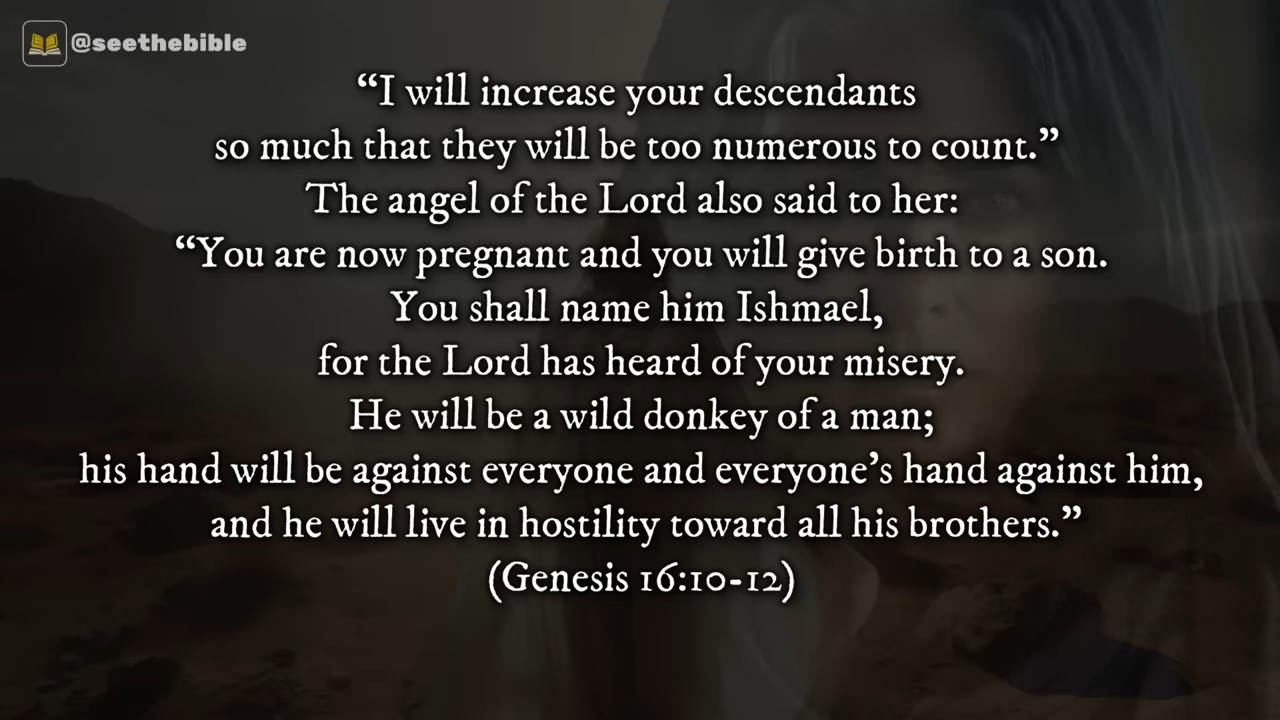 @seethebible
“I will increase your descendants
so much that they will be too numerous to count.”
The angel of the Lord also said to her:
“You are now pregnant and you will give birth to a son.
You shall name him Ishmael,
for the Lord has heard of your misery.
He will be a wild donkey of a man;
his hand will be against everyone and everyone’s hand against him,
and he will live in hostility toward all his brothers.”
(Genesis 16:10-12)